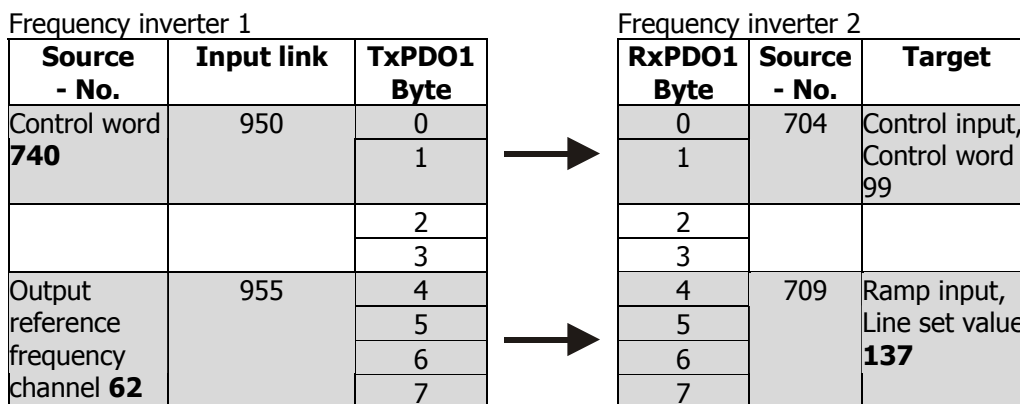 Frequency inverter 1
Source - No. Input link TxPDO1 Byte
Control word 740 950 0
1
2
3
Output reference frequency channel 62 955 4
5
6
7
Frequency inverter 2
RxPDO1 Byte Source - No. Target
0 704 Control input, Control word 99
1
2
3
4 709 Ramp input, Line set value 137
5
6
7